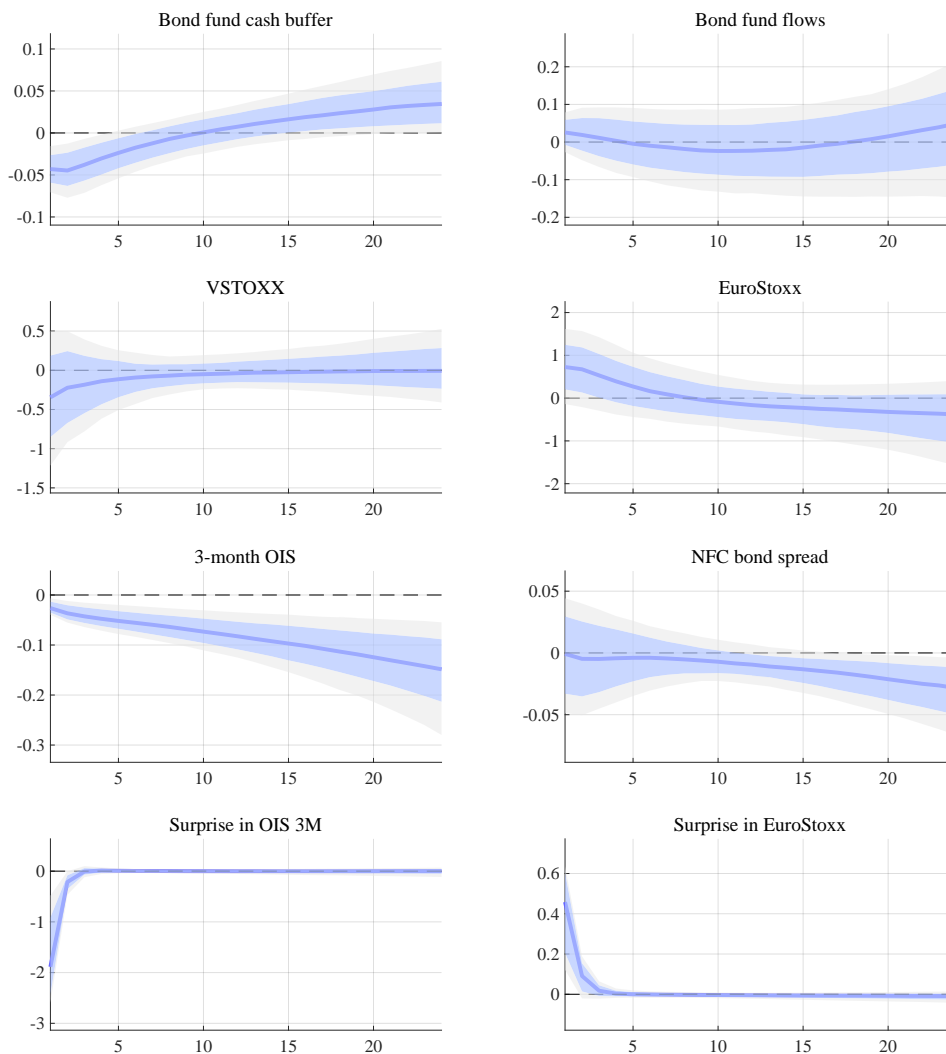 Bond fund cash buffer
0.1
0.05
0
-0.05
-0.1
5 10 15 20
Bond fund flows
0.2
0.1
0
-0.1
-0.2
5 10 15 20
VSTOXX
0.5
0
-0.5
-1
-1.5
5 10 15 20
EuroStoxx
2
1
0
-1
-2
5 10 15 20
3-month OIS
0
-0.1
-0.2
-0.3
5 10 15 20
NFC bond spread
0.05
0
-0.05
5 10 15 20
Surprise in OIS 3M
0
-1
-2
-3
5 10 15 20
Surprise in EuroStoxx
0.6
0.4
0.2
0
5 10 15 20